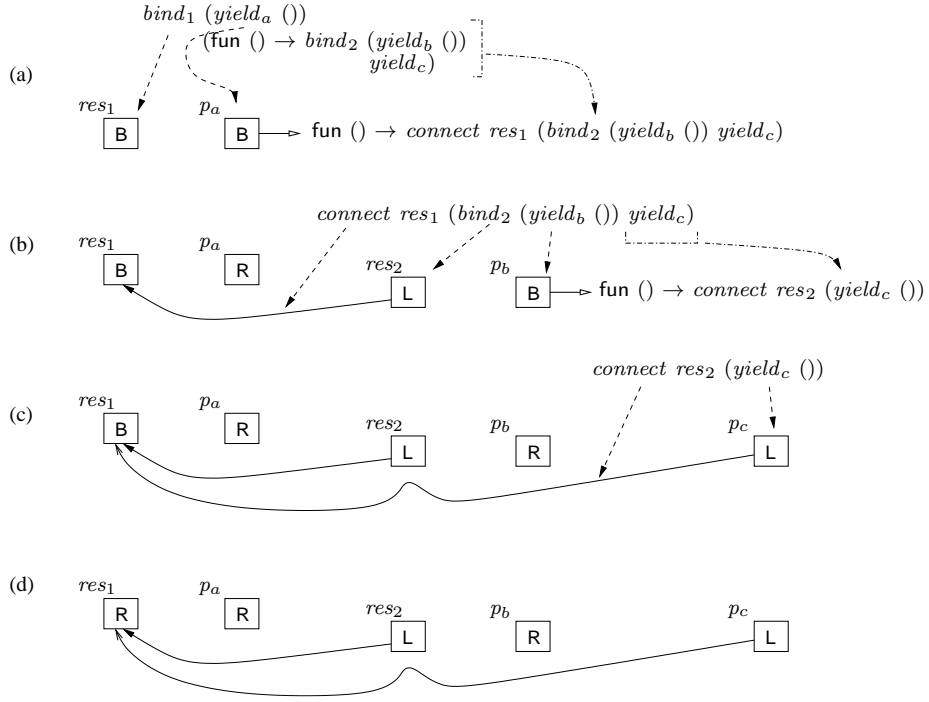 bind₁ (yieldₐ ())
(fun () → bind₂ (yield_b ())
yield_c)
(a)
res₁ pₐ
B B fun () → connect res₁ (bind₂ (yield_b ()) yield_c)
connect res₁ (bind₂ (yield_b ()) yield_c)
(b)
res₁ pₐ res₂ p_b
B R L B fun () → connect res₂ (yield_c ())
connect res₂ (yield_c ())
(c)
res₁ pₐ res₂ p_b p_c
B R L R L
(d)
res₁ pₐ res₂ p_b p_c
R R L R L